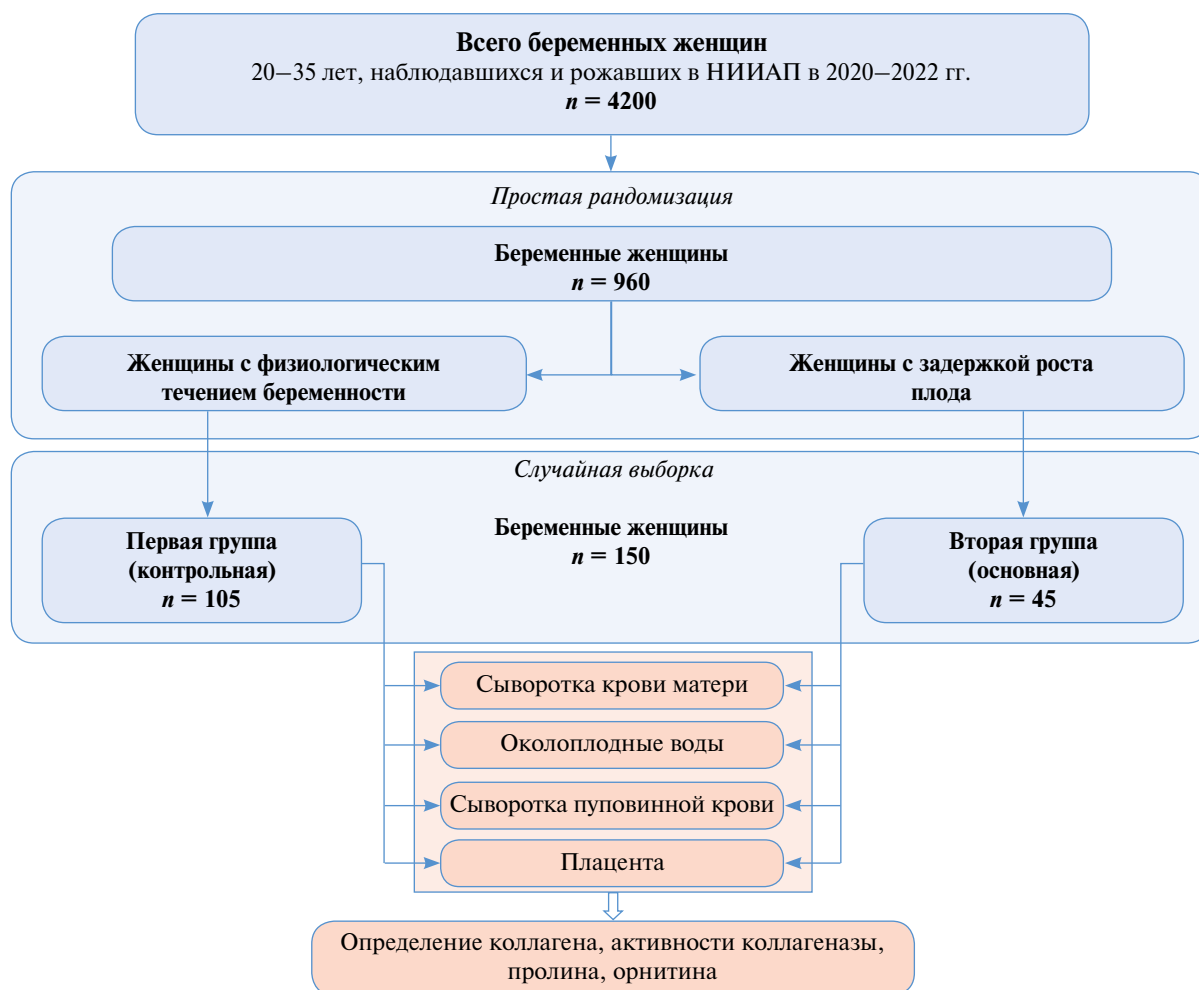 Всего беременных женщин
20–35 лет, наблюдавшихся и рожавших в НИИАП в 2020–2022 гг.
n = 4200
Простая рандомизация
Беременные женщины
n = 960
Женщины с физиологическим
течением беременности
Женщины с задержкой роста
плода
Случайная выборка
Первая группа
(контрольная)
n = 105
Беременные женщины
n = 150
Вторая группа
(основная)
n = 45
Сыворотка крови матери
Околоплодные воды
Сыворотка пуповинной крови
Плацента
Определение коллагена, активности коллагеназы,
пролина, орнитина